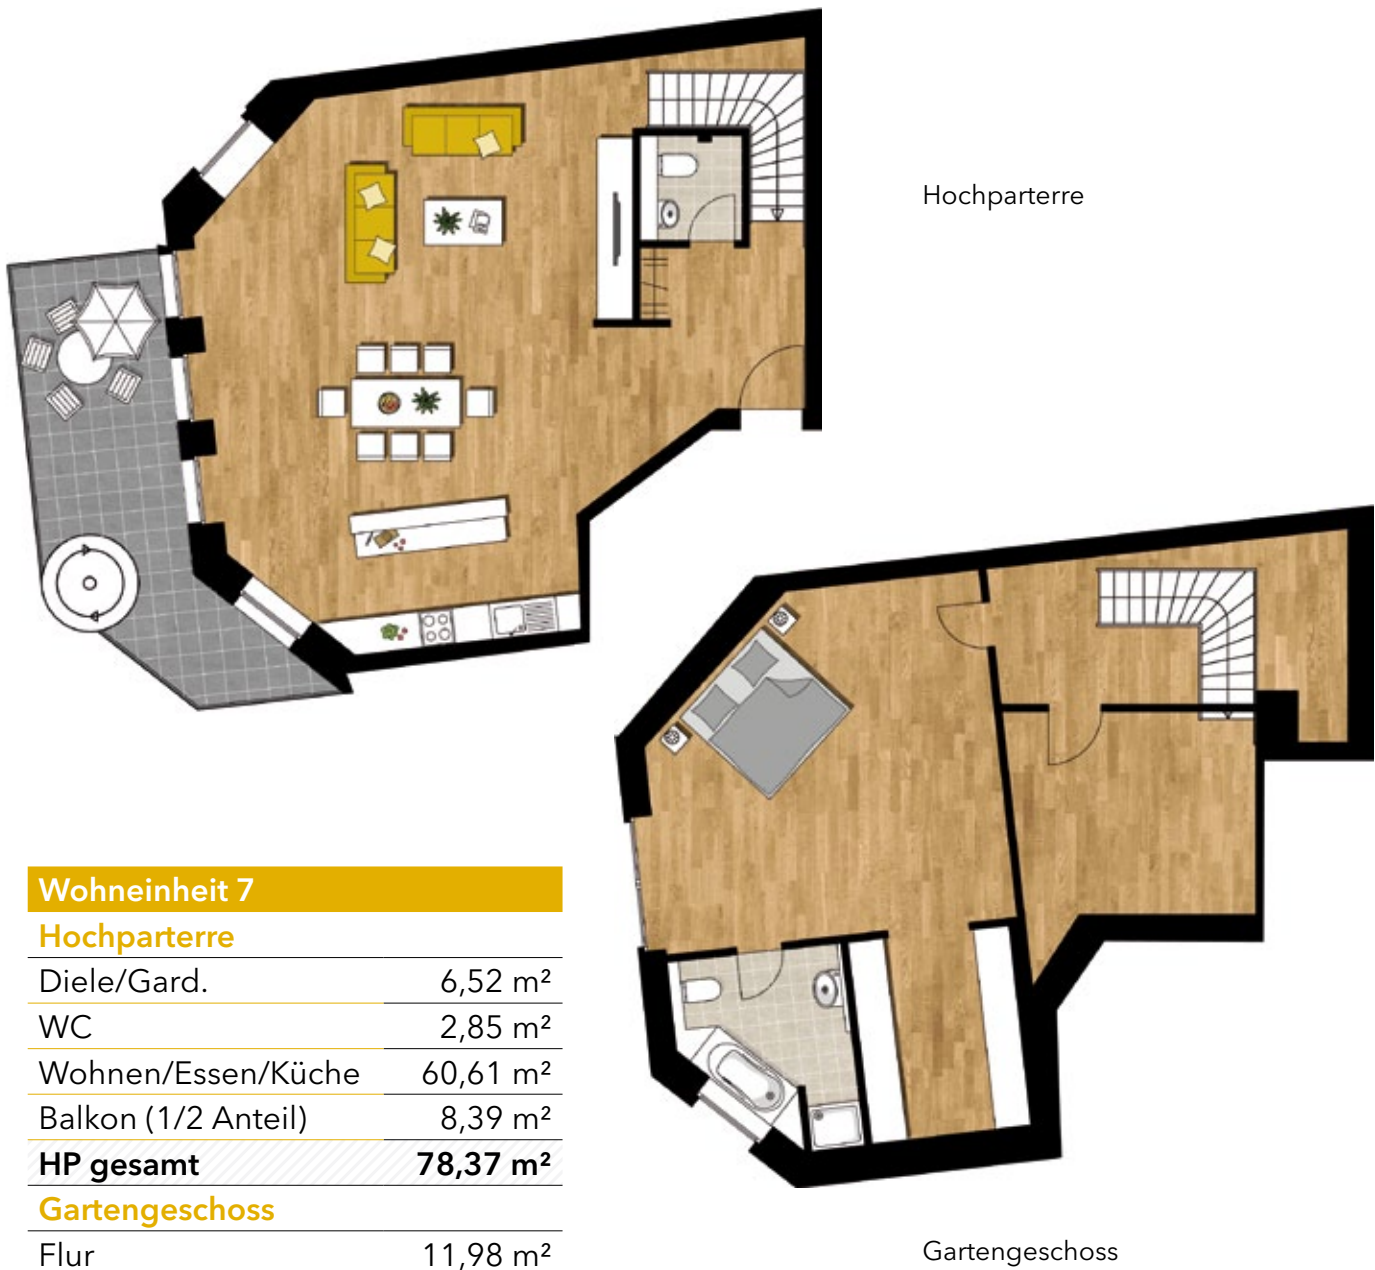 Hochparterre
Wohneinheit 7
Hochparterre
Diele/Gard. 6,52 m²
WC 2,85 m²
Wohnen/Essen/Küche 60,61 m²
Balkon (1/2 Anteil) 8,39 m²
HP gesamt 78,37 m²
Gartengeschoss
Flur 11,98 m²
Gartengeschoss